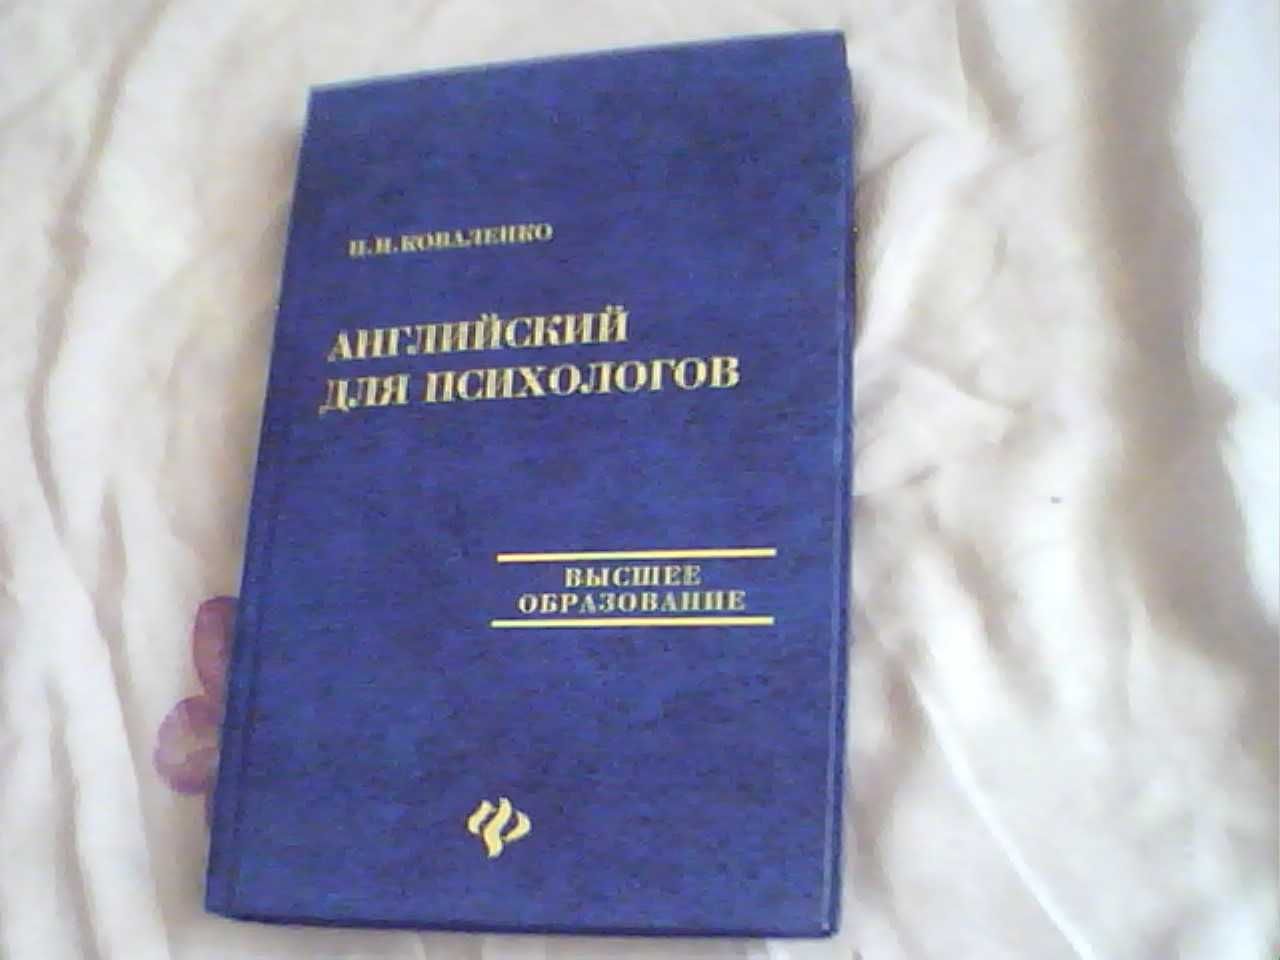 П.И.КОВАЛЕНКО
АНГЛИЙСКИЙ
ДЛЯ ПСИХОЛОГОВ
ВЫСШЕЕ
ОБРАЗОВАНИЕ